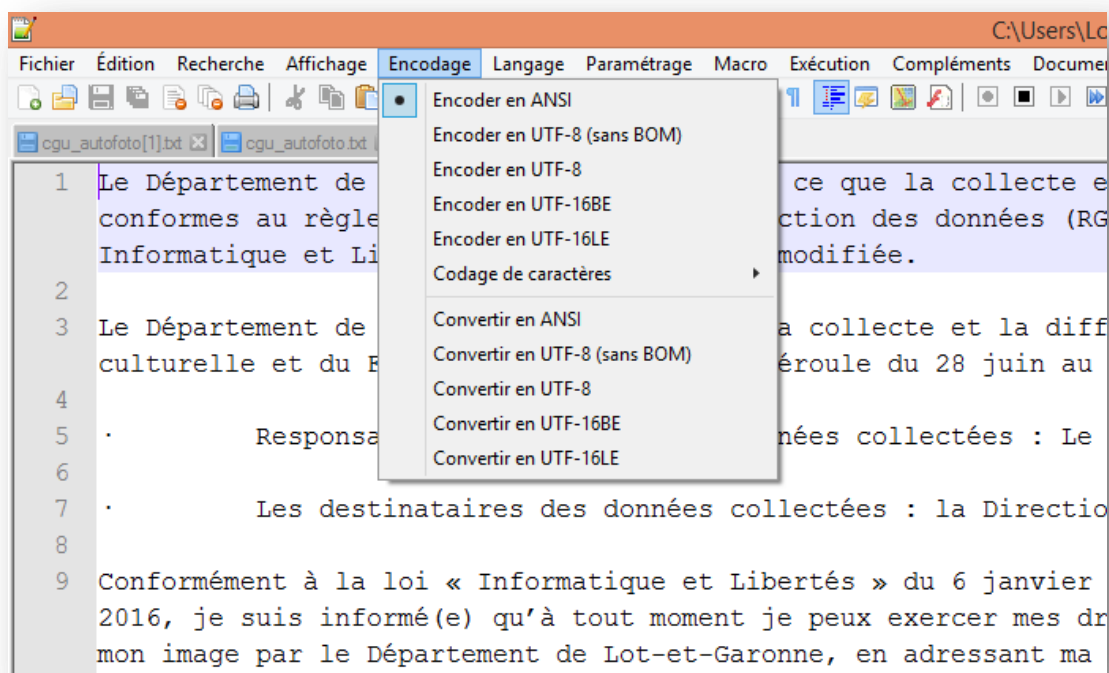 C:\Users\Lo
Fichier Édition Recherche Affichage Encodage Langage Paramétrage Macro Exécution Compléments Documen
cgu_autofoto[1].txt cgu_autofoto.txt
Encoder en ANSI
Encoder en UTF-8 (sans BOM)
Encoder en UTF-8
Encoder en UTF-16BE
Encoder en UTF-16LE
Codage de caractères
Convertir en ANSI
Convertir en UTF-8 (sans BOM)
Convertir en UTF-8
Convertir en UTF-16BE
Convertir en UTF-16LE
1 Le Département de ce que la collecte e
conformes au règle ction des données (RG
Informatique et Li modifiée.
2
3 Le Département de a collecte et la diff
culturelle et du éroule du 28 juin au
4
5 · Responsa nées collectées : Le
6
7 · Les destinataires des données collectées : la Directio
8
9 Conformément à la loi « Informatique et Libertés » du 6 janvier
2016, je suis informé(e) qu’à tout moment je peux exercer mes dr
mon image par le Département de Lot-et-Garonne, en adressant ma